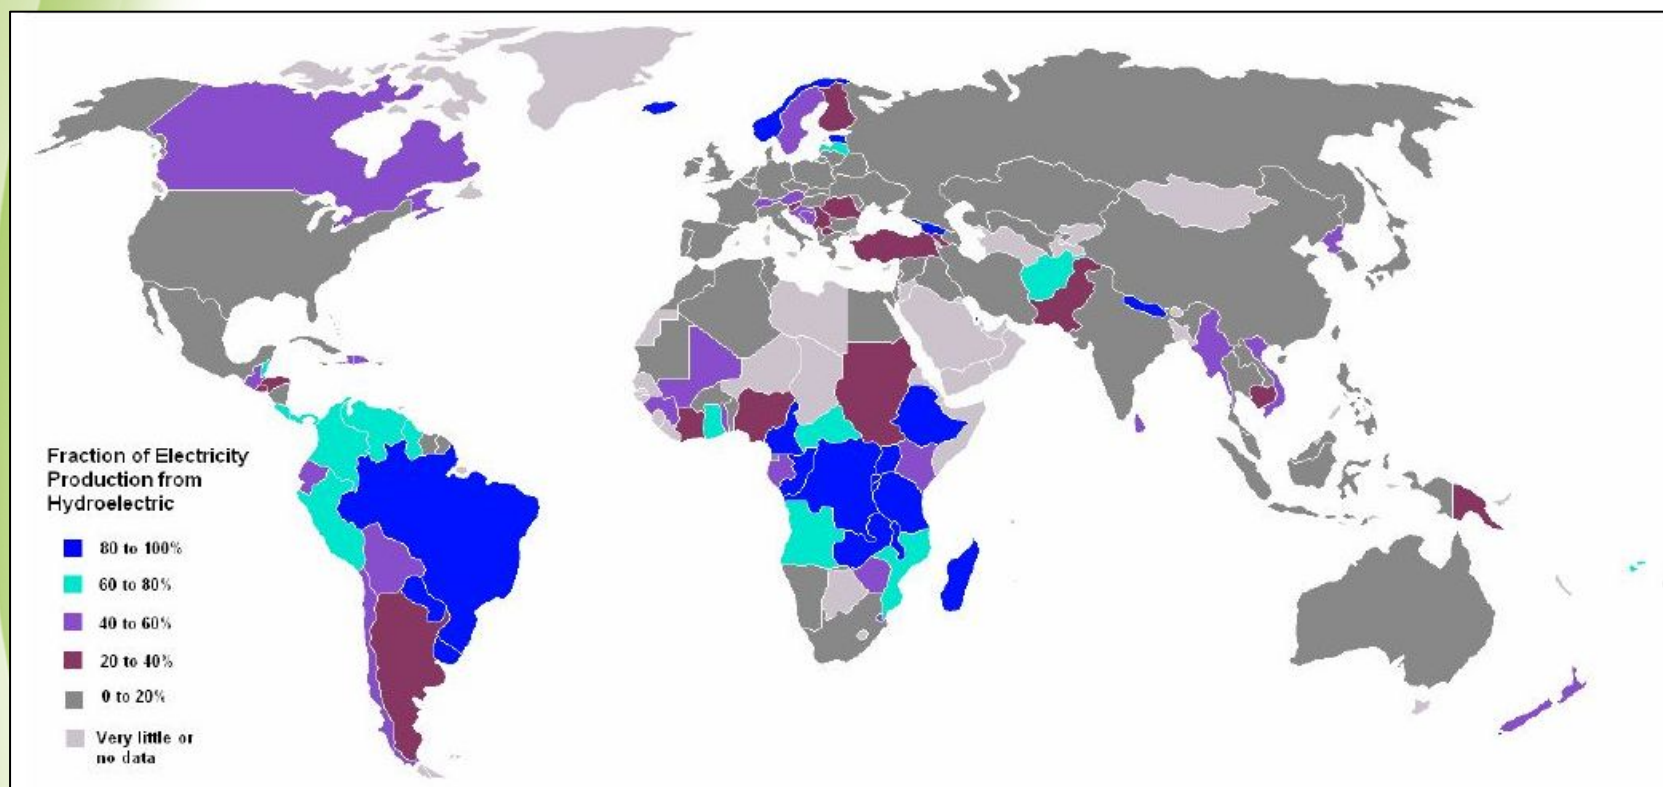 Fraction of Electricity
Production from
Hydroelectric
80 to 100%
60 to 80%
40 to 60%
20 to 40%
0 to 20%
Very little or
no data